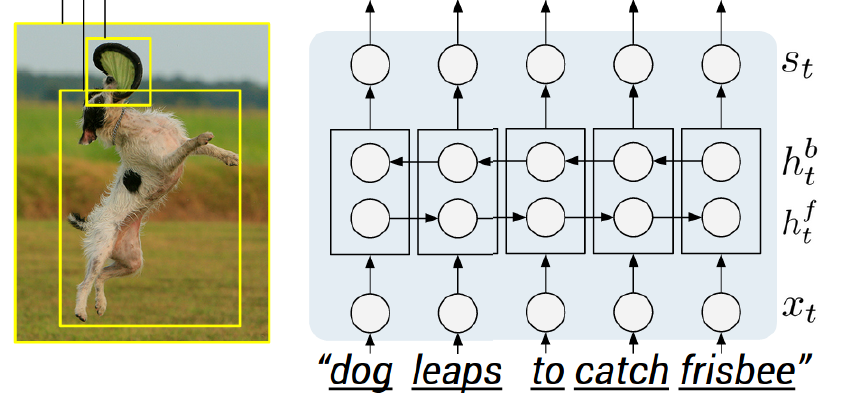 s_t
h_t^b
h_t^f
x_t
“dog leaps to catch frisbee”